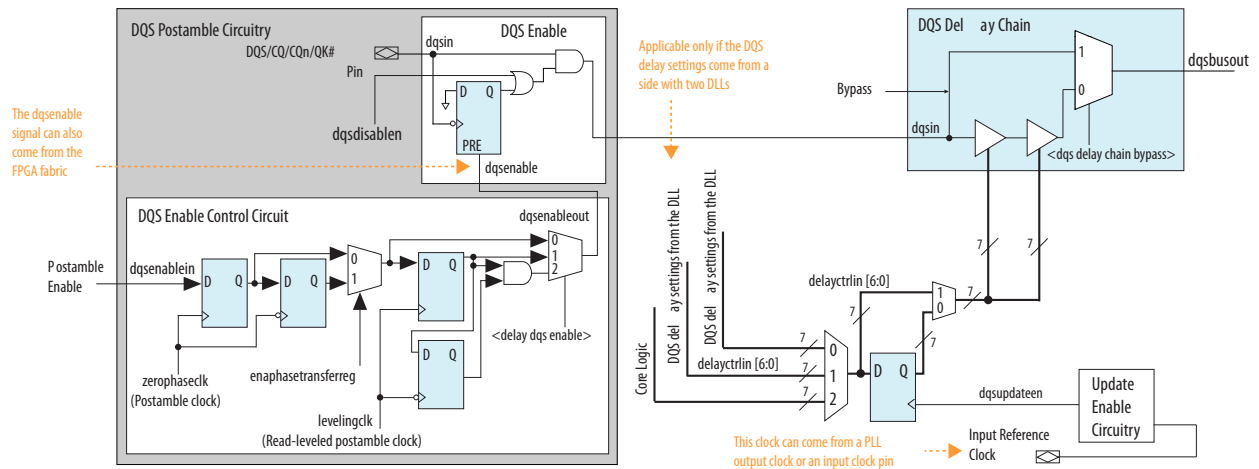 DQS Postamble Circuitry
DQS/CQ/CQn/QK#
Pin
dqsin
DQS Enable
D Q
PRE
dqsdisablen
dqsenable
The dqsenable
signal can also
come from the
FPGA fabric
DQS Enable Control Circuit
dqsenableout
P ostamble
Enable
dqsenablein
D Q
D Q
0
1
D Q
D Q
0
1
2
<delay dqs enable>
zerophaseclk
(Postamble clock)
enaphasetransferreg
levelingclk
(Read-leveled postamble clock)
Applicable only if the DQS
delay settings come from a
side with two DLLs
DQS Del ay Chain
Bypass
dqsin
1
0
dqsbusout
<dqs delay chain bypass>
7
7
Core Logic
DQS del ay settings from the DLL
DQS del ay settings from the DLL
delayctrlin [6:0]
delayctrlin [6:0]
7
7
7
0
1
2
7
D Q
7
1
0
7
dqsupdateen
Update
Enable
Circuitry
This clock can come from a PLL
output clock or an input clock pin
Input Reference
Clock